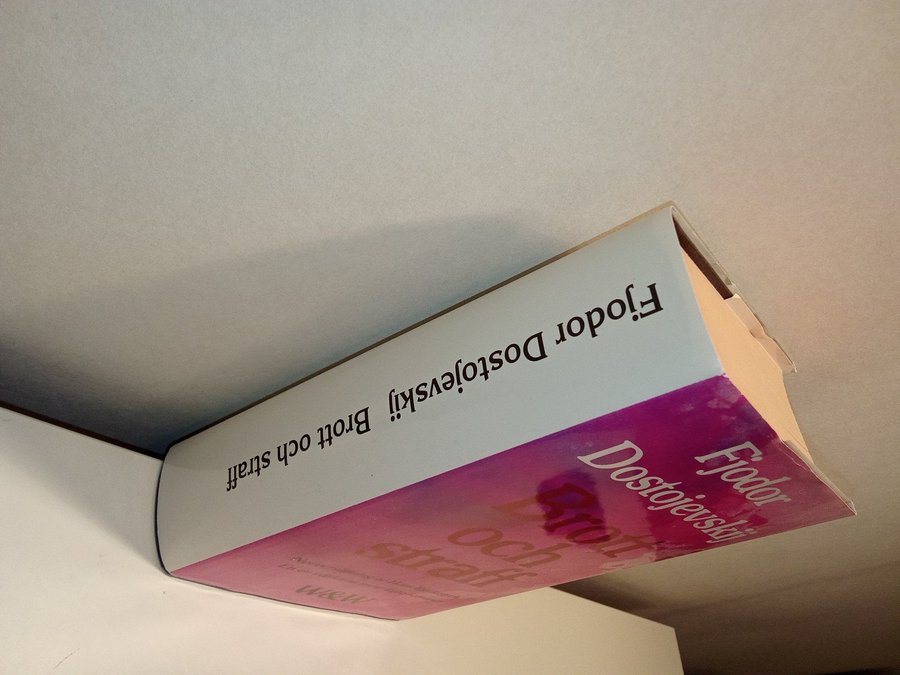 Fjodor Dostojevskij Brott och straff
Fjodor
Dostojevskij
Brott
och
straff
W&W